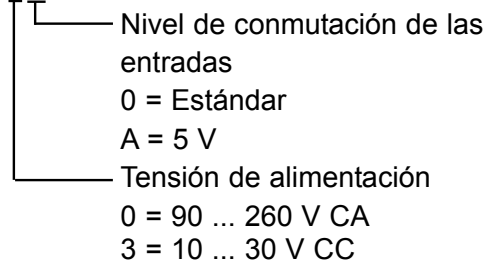 Nivel de conmutación de las
entradas
0 = Estándar
A = 5 V
Tensión de alimentación
0 = 90 ... 260 V CA
3 = 10 ... 30 V CC